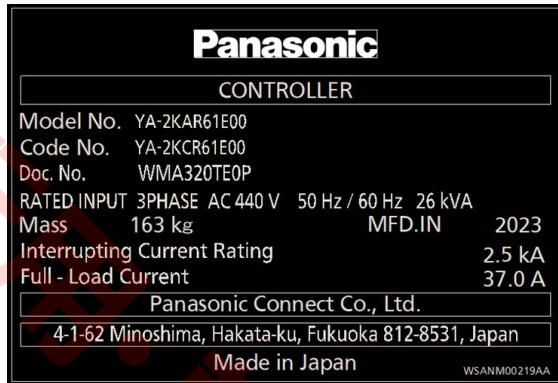 Panasonic
CONTROLLER
Model No. YA-2KAR61E00
Code No. YA-2KCR61E00
Doc. No. WMA320TE0P
RATED INPUT 3PHASE AC 440 V 50 Hz / 60 Hz 26 kVA
Mass 163 kg MFD.IN 2023
Interrupting Current Rating 2.5 kA
Full - Load Current 37.0 A
Panasonic Connect Co., Ltd.
4-1-62 Minoshima, Hakata-ku, Fukuoka 812-8531, Japan
Made in Japan
WSANM00219AA